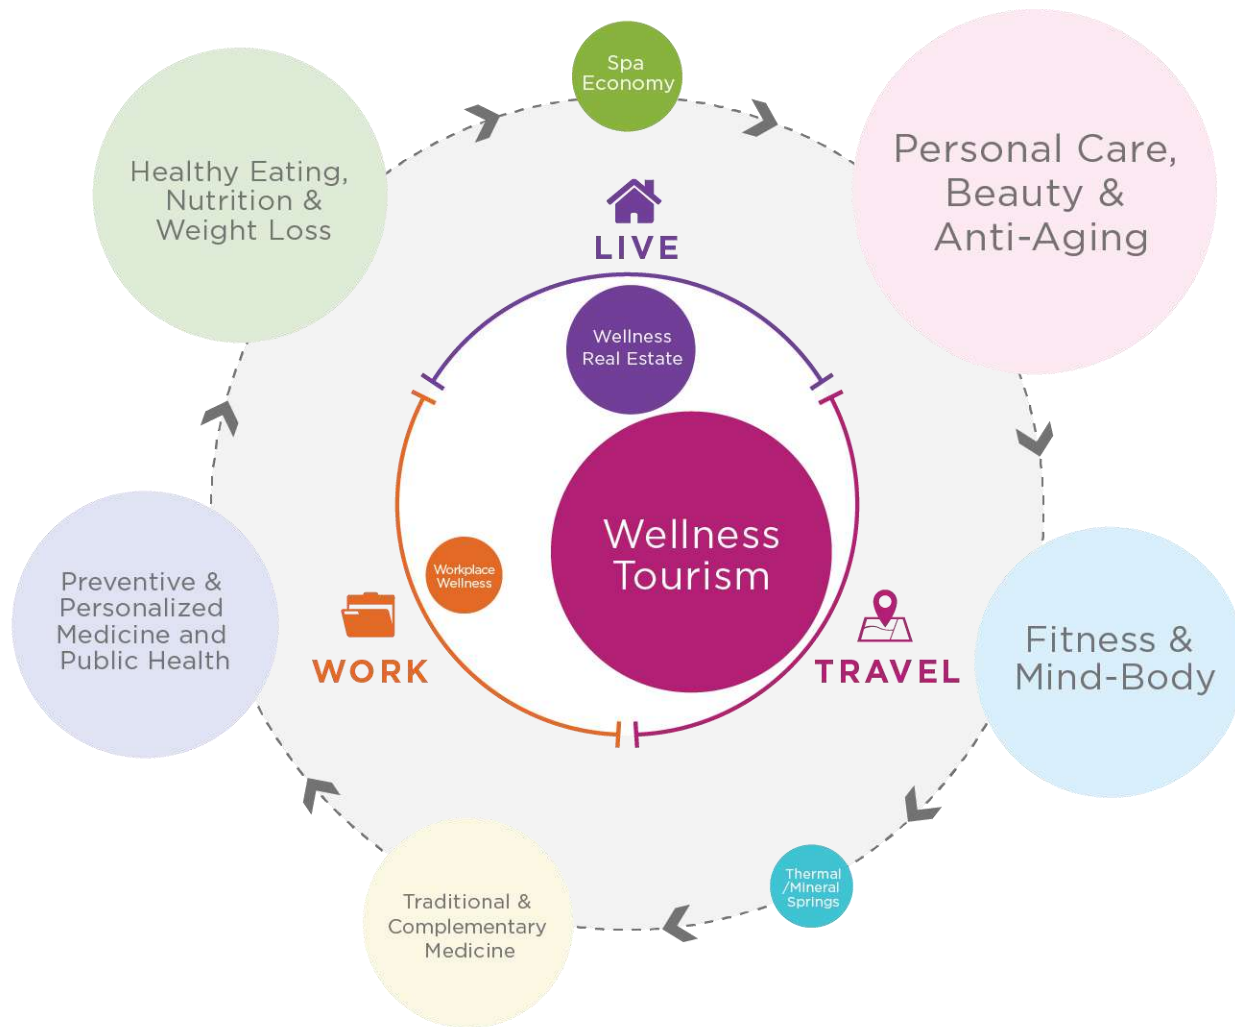 Spa
Economy
Personal Care,
Beauty &
Anti-Aging
Healthy Eating,
Nutrition &
Weight Loss
LIVE
Wellness
Real Estate
Wellness
Tourism
Workplace
Wellness
WORK
TRAVEL
Preventive &
Personalized
Medicine and
Public Health
Fitness &
Mind-Body
Thermal
/Mineral
Springs
Traditional &
Complementary
Medicine